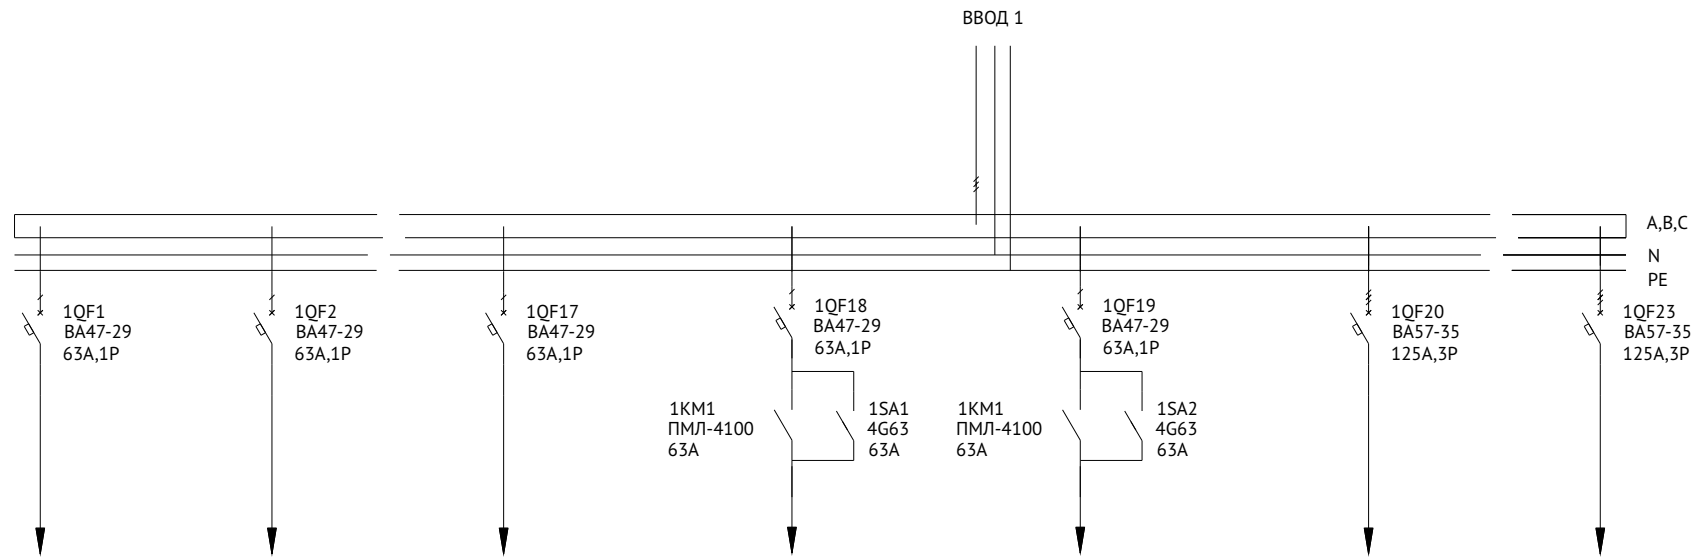 ВВОД 1
A,B,C
N
PE
1QF1
ВА47-29
63А,1Р
1QF2
ВА47-29
63А,1Р
1QF17
ВА47-29
63А,1Р
1QF18
ВА47-29
63А,1Р
1QF19
ВА47-29
63А,1Р
1QF20
ВА57-35
125А,3Р
1QF23
ВА57-35
125А,3Р
1КМ1
ПМЛ-4100
63А
1SA1
4G63
63А
1КМ1
ПМЛ-4100
63А
1SA2
4G63
63А